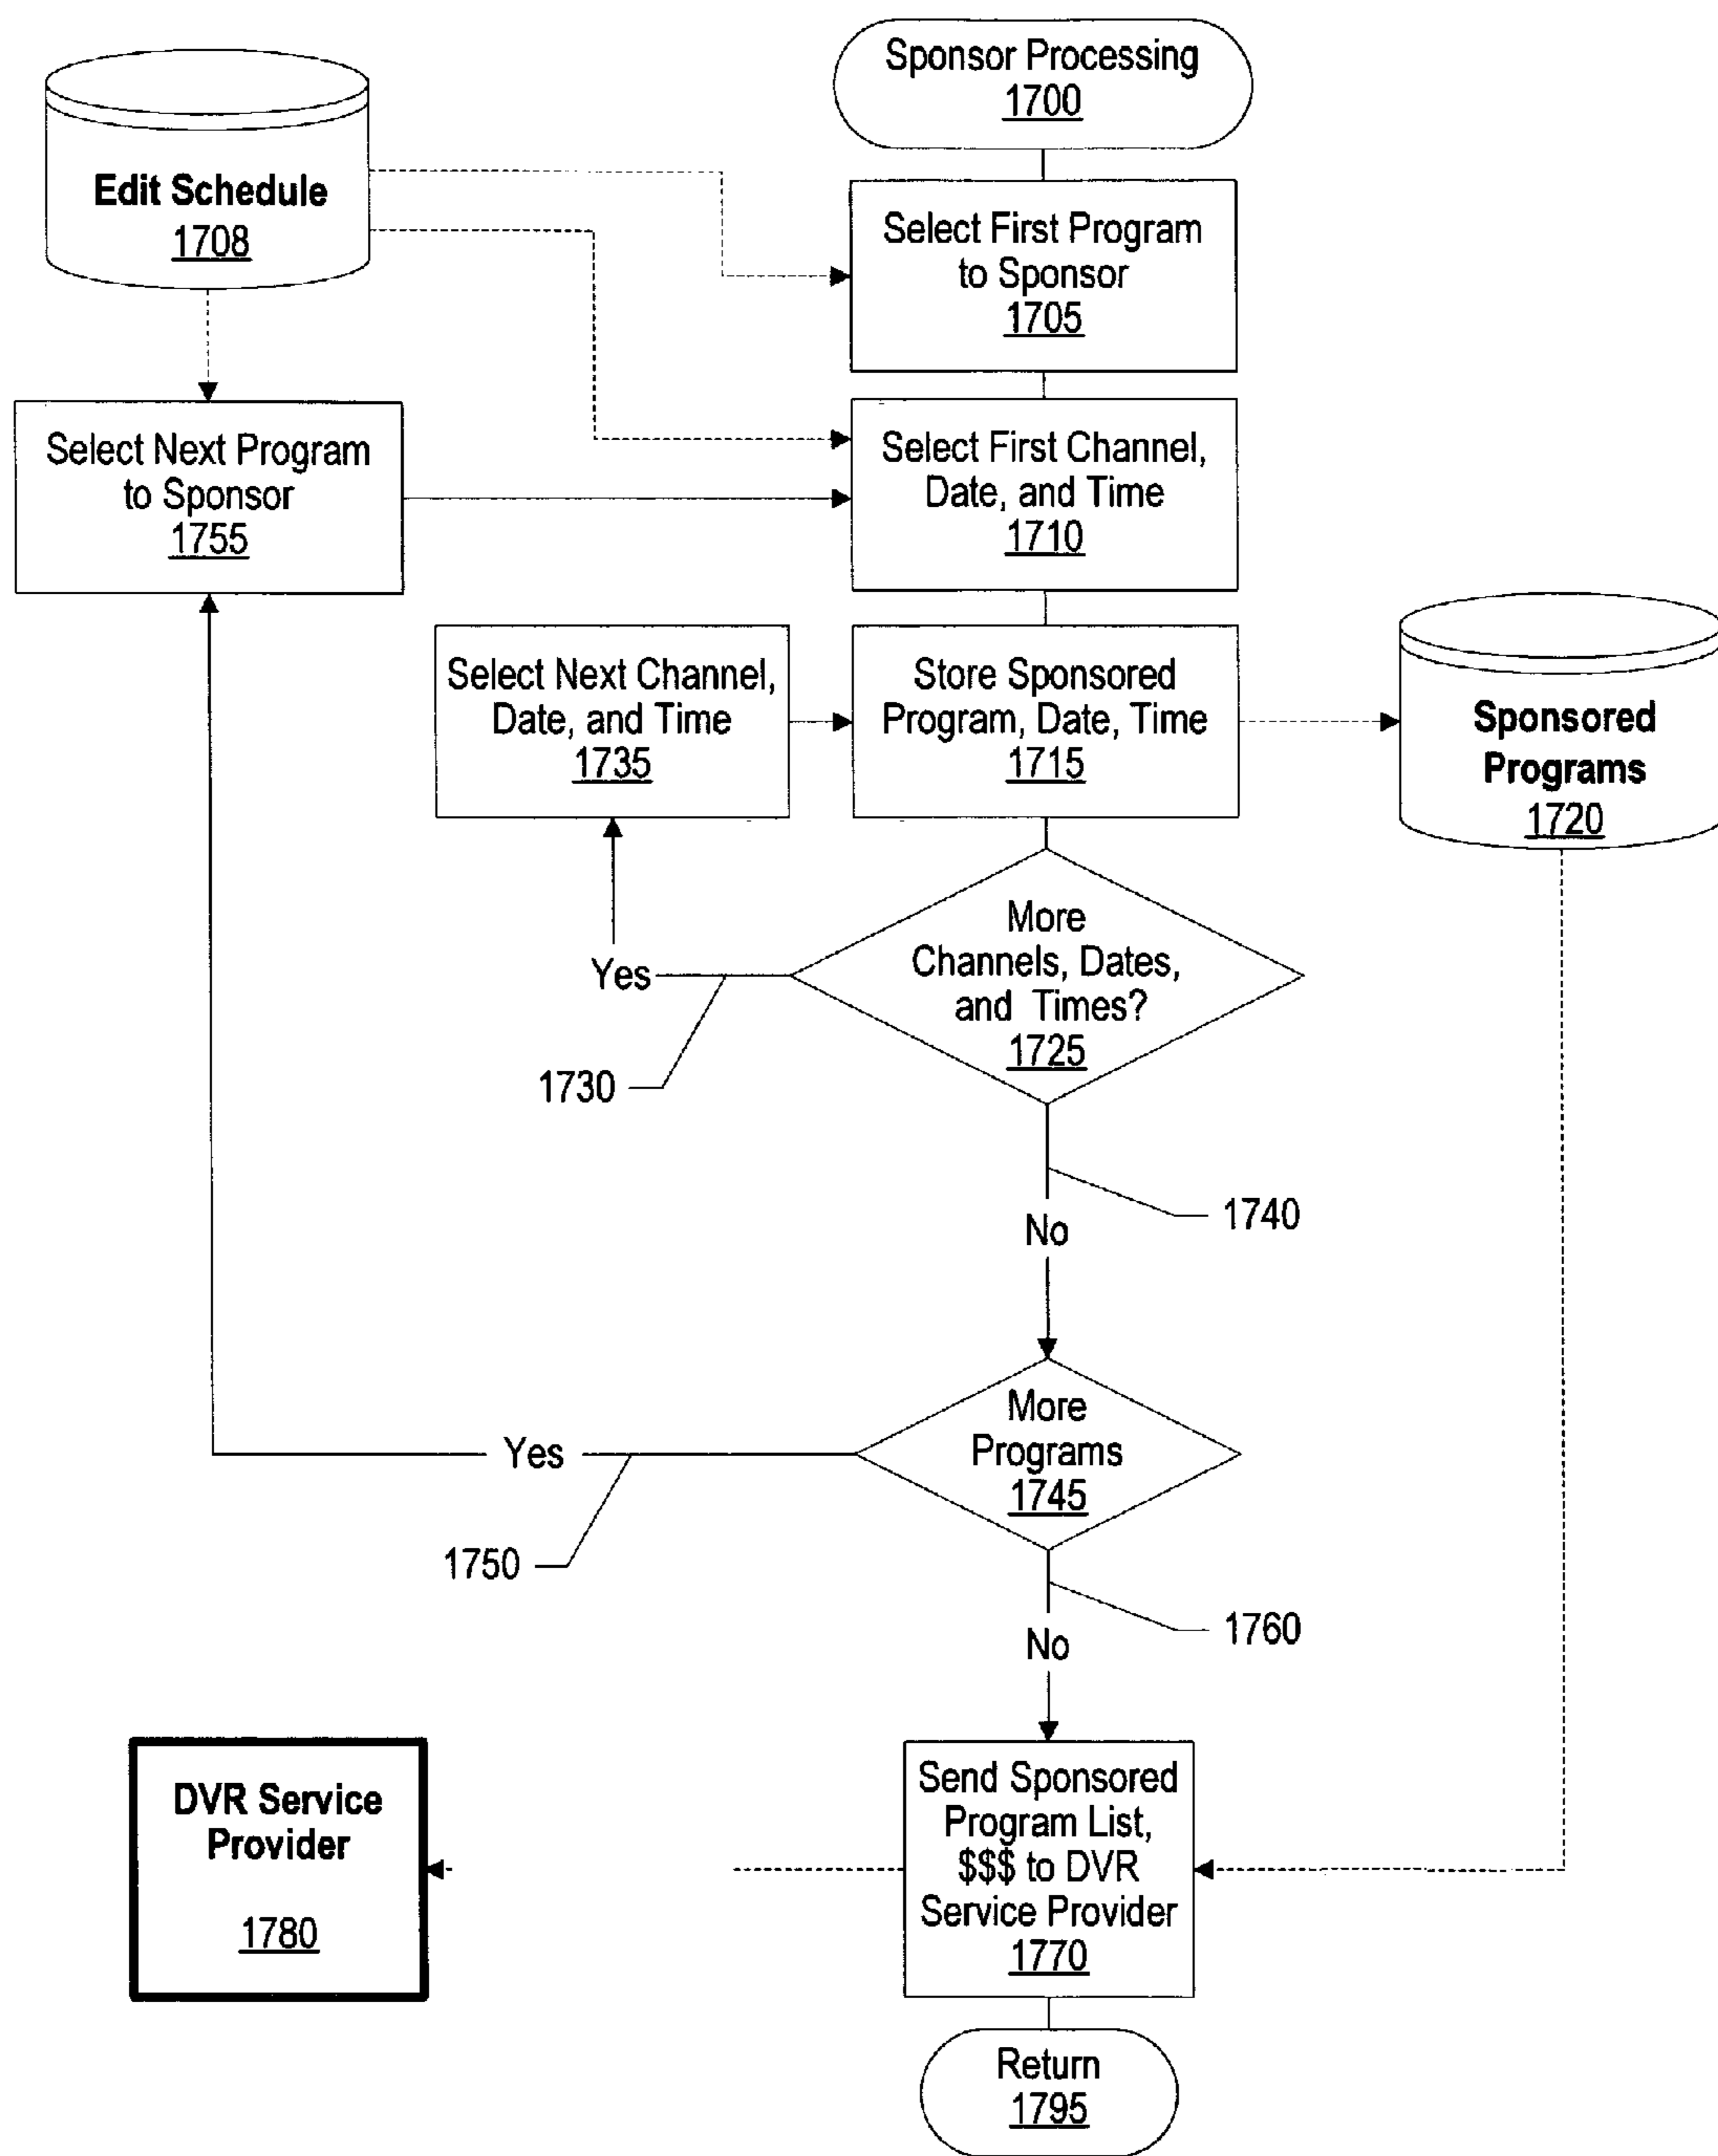 Sponsor Processing
1700
Edit Schedule
1708
Select First Program
to Sponsor
1705
Select Next Program
to Sponsor
1755
Select First Channel,
Date, and Time
1710
Select Next Channel,
Date, and Time
1735
Store Sponsored
Program, Date, Time
1715
Sponsored
Programs
1720
More
Channels, Dates,
and Times?
1725
Yes
1730
1740
No
More
Programs
1745
Yes
1750
1760
No
DVR Service
Provider
1780
Send Sponsored
Program List,
$$$ to DVR
Service Provider
1770
Return
1795